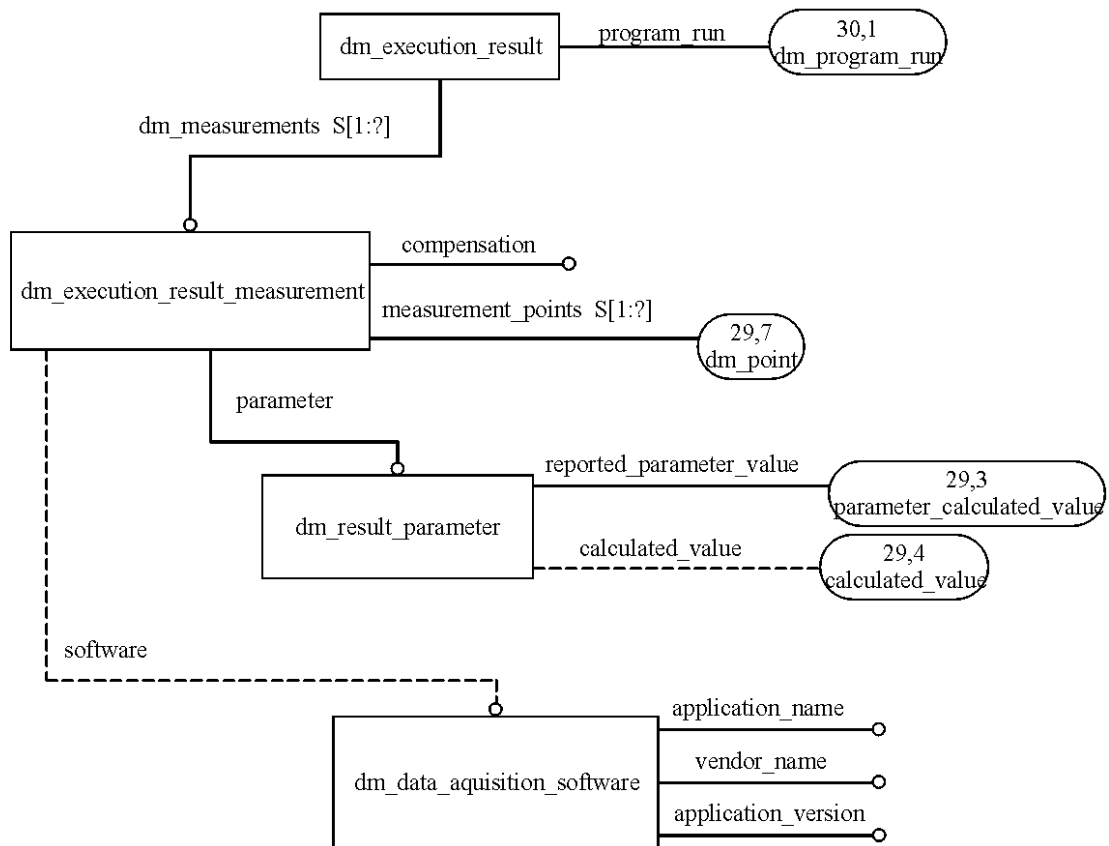 dm_execution_result
program_run
30,1
dm_program_run
dm_measurements S[1:?]
dm_execution_result_measurement
compensation
measurement_points S[1:?]
29,7
dm_point
parameter
dm_result_parameter
reported_parameter_value
29,3
parameter_calculated_value
calculated_value
29,4
calculated_value
software
dm_data_aquisition_software
application_name
vendor_name
application_version